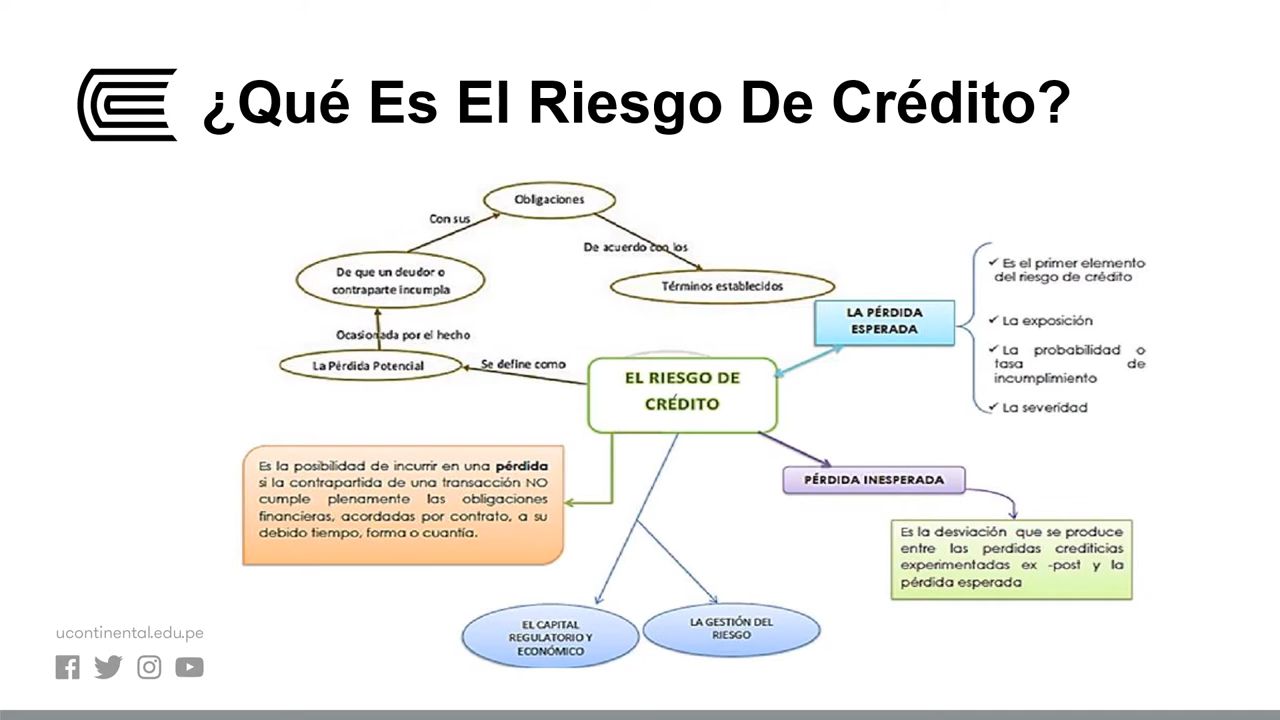 ¿Qué Es El Riesgo De Crédito?
Obligaciones
Con sus
De acuerdo con los
De que un deudor o
contraparte incumpla
Términos establecidos
Ocasionada por el hecho
La Pérdida Potencial
Se define como
EL RIESGO DE
CRÉDITO
LA PÉRDIDA
ESPERADA
✓ Es el primer elemento
del riesgo de crédito
✓ La exposición
✓ La probabilidad o
tasa de
incumplimiento
✓ La severidad
Es la posibilidad de incurrir en una pérdida
si la contrapartida de una transacción NO
cumple plenamente las obligaciones
financieras, acordadas por contrato, a su
debido tiempo, forma o cuantía.
PÉRDIDA INESPERADA
Es la desviación que se produce
entre las perdidas crediticias
experimentadas ex -post y la
pérdida esperada
EL CAPITAL
REGULATORIO Y
ECONÓMICO
LA GESTIÓN DEL
RIESGO
ucontinental.edu.pe